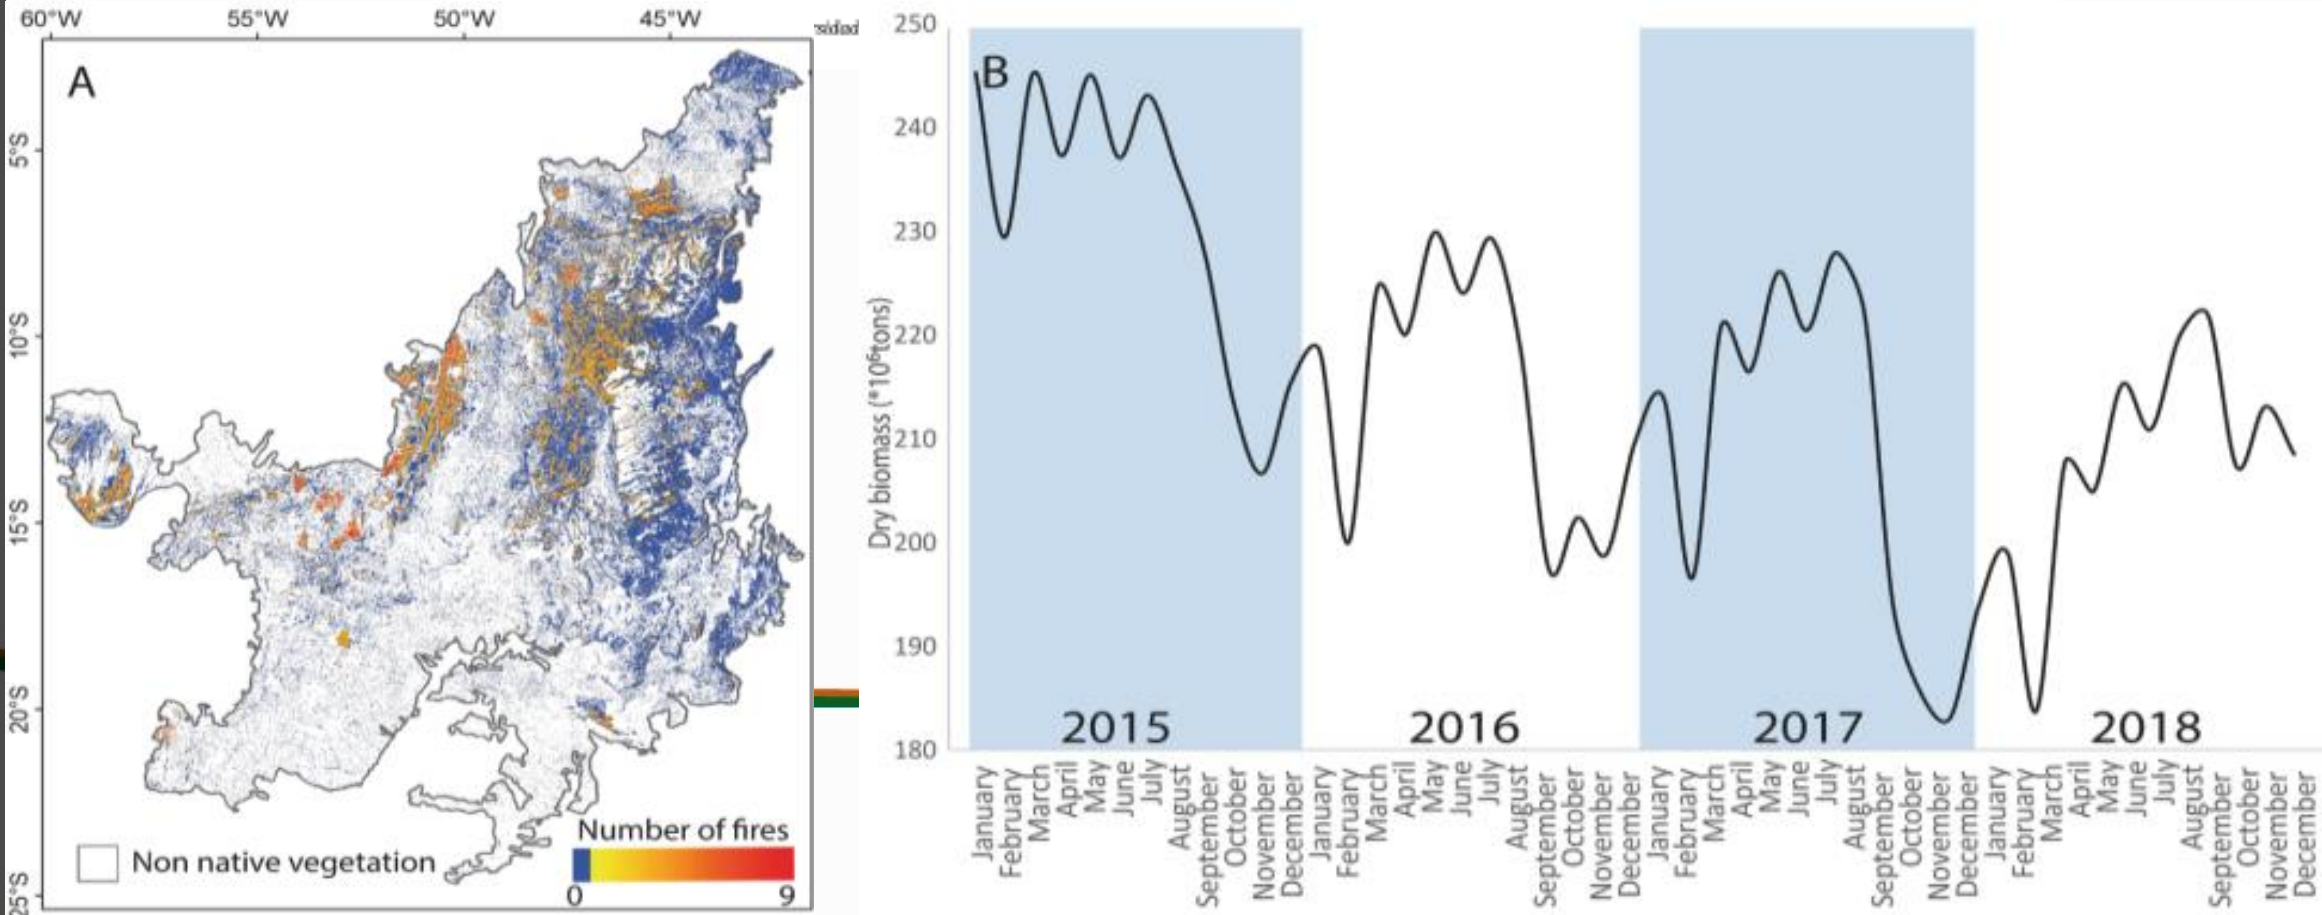 60°W 55°W 50°W 45°W
A
5°S
10°S
15°S
20°S
25°S
Non native vegetation
Number of fires
0 9
B
Dry biomass (*10⁶tons)
250
240
230
220
210
200
190
180
2015 2016 2017 2018
January
February
March
April
May
June
July
August
September
October
November
December
January
February
March
April
May
June
July
August
September
October
November
December
January
February
March
April
May
June
July
August
September
October
November
December
January
February
March
April
May
June
July
August
September
October
November
December